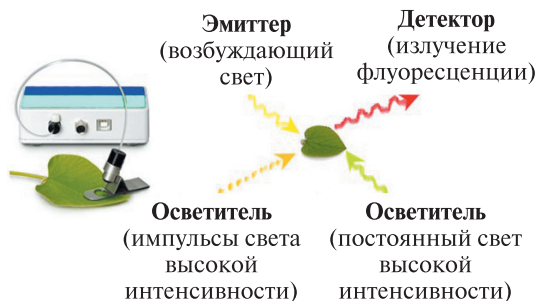 Эмиттер
(возбуждающий
свет)
Детектор
(излучение
флуоресценции)
Осветитель
(импульсы света
высокой
интенсивности)
Осветитель
(постоянный свет
высокой
интенсивности)